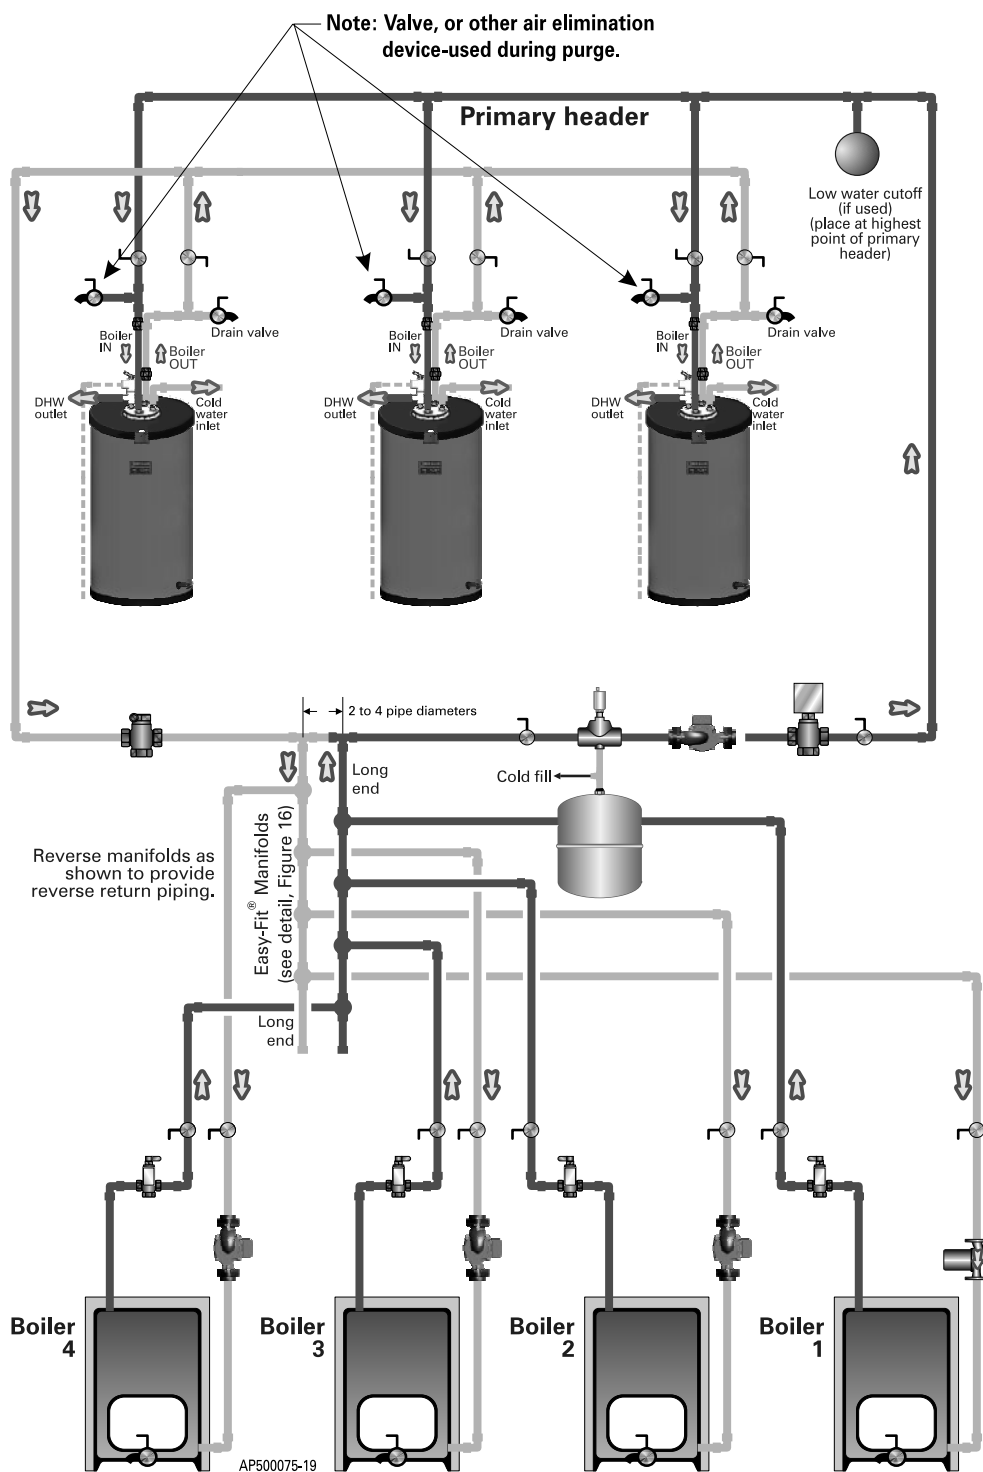 Note: Valve, or other air elimination
device-used during purge.
Primary header
Low water cutoff
(if used)
(place at highest
point of primary
header)
Drain valve
Drain valve
Drain valve
Boiler
IN
Boiler
OUT
Boiler
IN
Boiler
OUT
Boiler
IN
Boiler
OUT
DHW
outlet
Cold
water
inlet
DHW
outlet
Cold
water
inlet
DHW
outlet
Cold
water
inlet
2 to 4 pipe diameters
Long
end
Cold fill
Reverse manifolds as
shown to provide
reverse return piping.
Easy-Fit® Manifolds
(see detail, Figure 16)
Long
end
Boiler
4
Boiler
3
Boiler
2
Boiler
1
AP500075-19